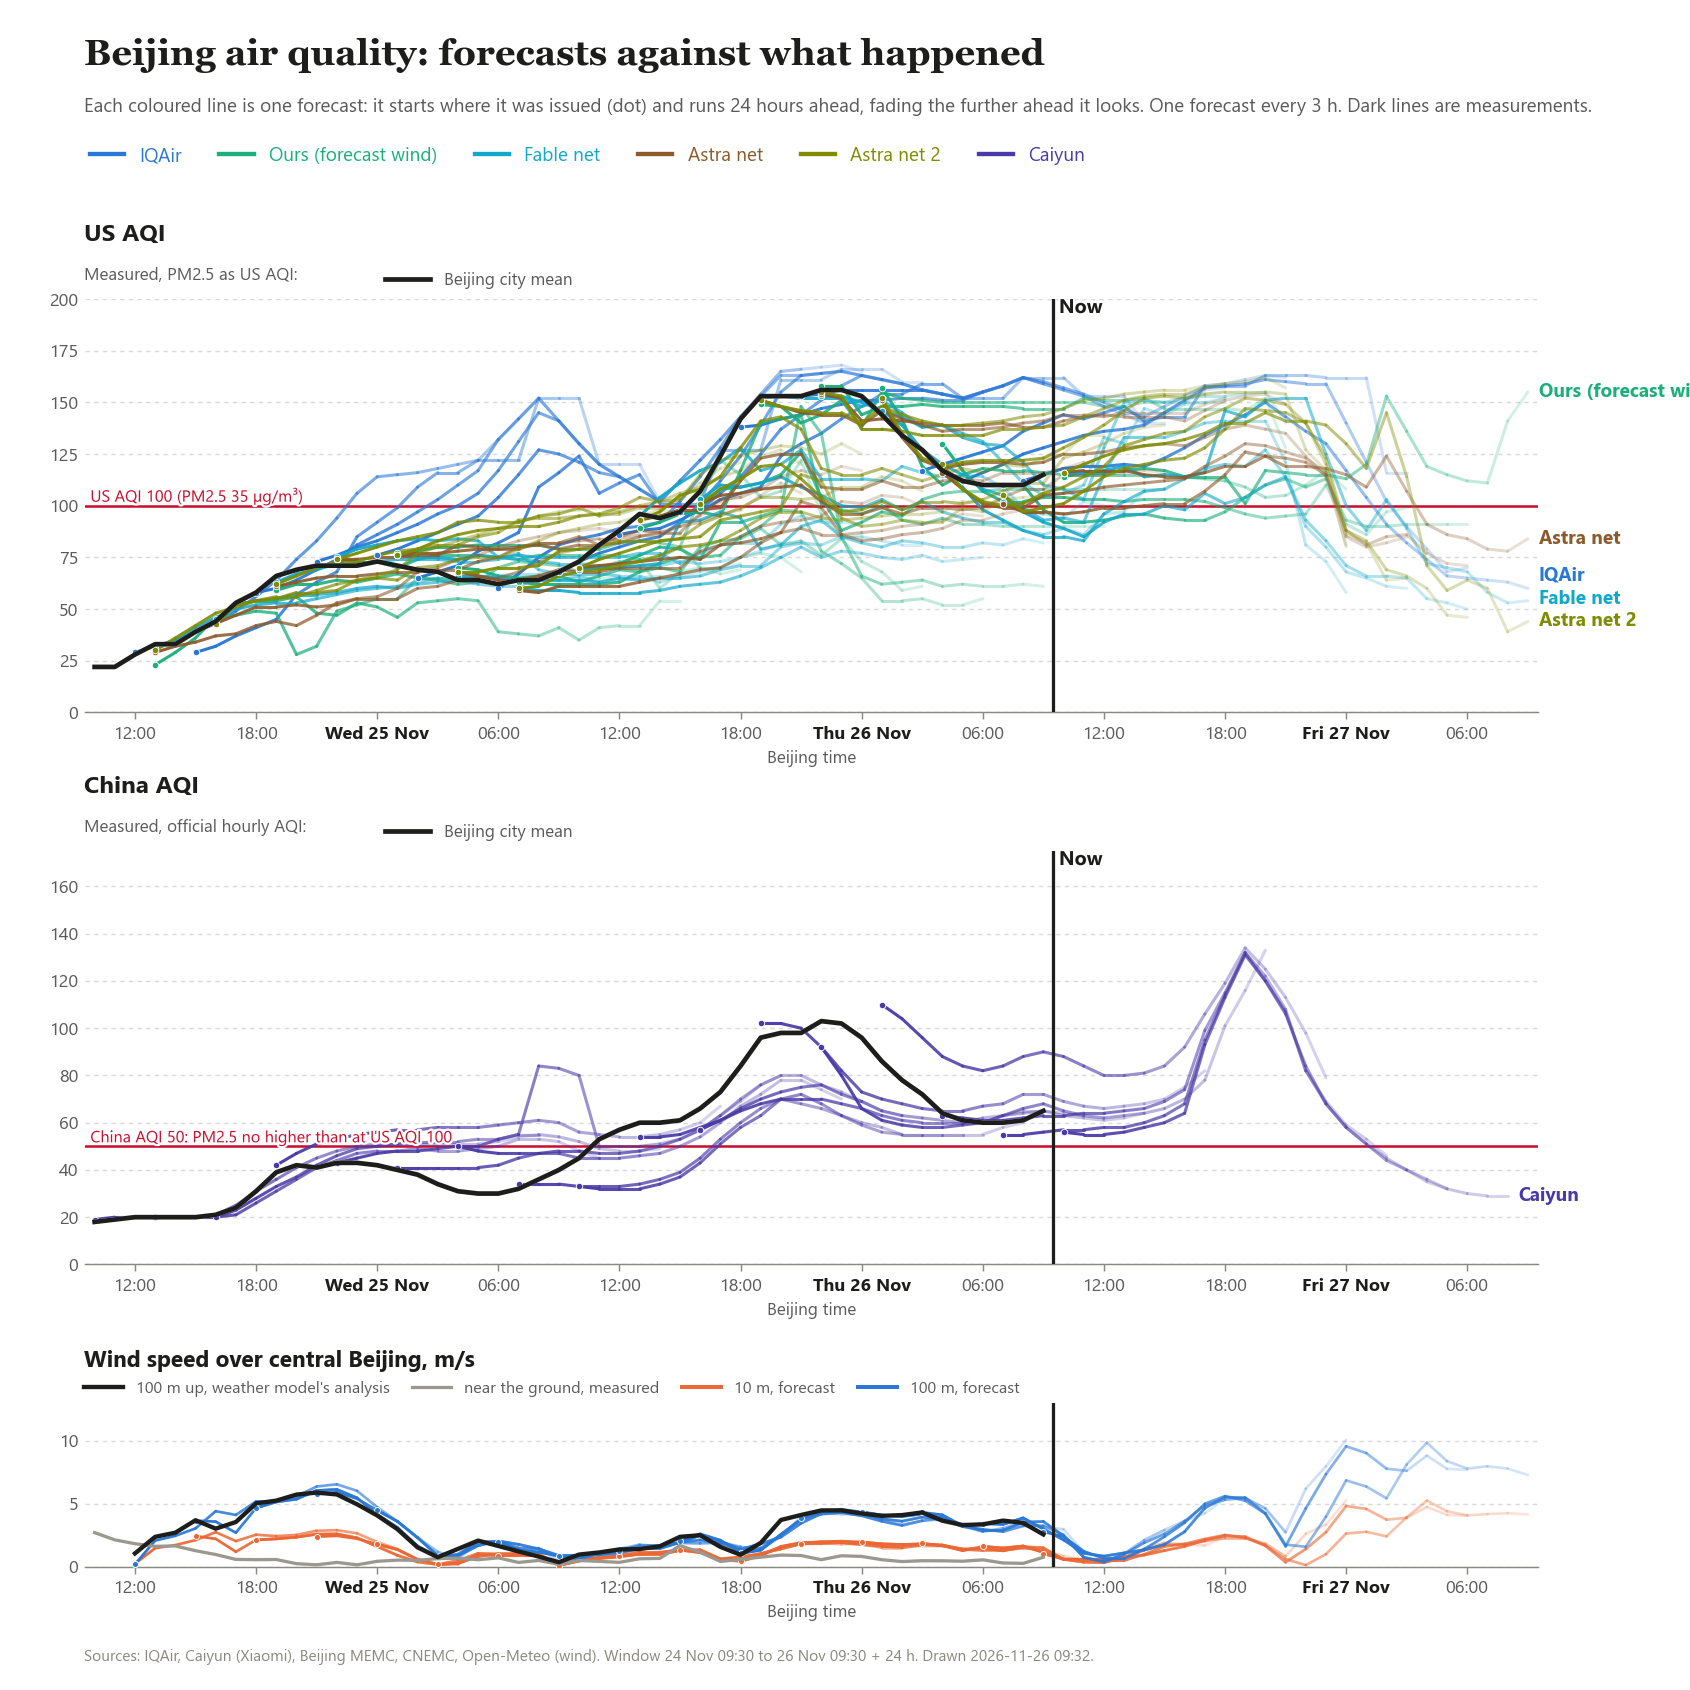 Beijing air quality: forecasts against what happened
Each coloured line is one forecast: it starts where it was issued (dot) and runs 24 hours ahead, fading the further ahead it looks. One forecast every 3 h. Dark lines are measurements.
IQAir Ours (forecast wind) Fable net Astra net Astra net 2 Caiyun
US AQI
Measured, PM2.5 as US AQI: Beijing city mean
200
Now
175
150
Ours (forecast wi
125
US AQI 100 (PM2.5 35 µg/m³)
100
Astra net
75
IQAir
Fable net
50
Astra net 2
25
0
12:00 18:00 Wed 25 Nov 06:00 12:00 18:00 Thu 26 Nov 06:00 12:00 18:00 Fri 27 Nov 06:00
Beijing time
China AQI
Measured, official hourly AQI: Beijing city mean
Now
160
140
120
100
80
60
China AQI 50: PM2.5 no higher than at US AQI 100
40
Caiyun
20
0
12:00 18:00 Wed 25 Nov 06:00 12:00 18:00 Thu 26 Nov 06:00 12:00 18:00 Fri 27 Nov 06:00
Beijing time
Wind speed over central Beijing, m/s
100 m up, weather model's analysis near the ground, measured 10 m, forecast 100 m, forecast
10
5
0
12:00 18:00 Wed 25 Nov 06:00 12:00 18:00 Thu 26 Nov 06:00 12:00 18:00 Fri 27 Nov 06:00
Beijing time
Sources: IQAir, Caiyun (Xiaomi), Beijing MEMC, CNEMC, Open-Meteo (wind). Window 24 Nov 09:30 to 26 Nov 09:30 + 24 h. Drawn 2026-11-26 09:32.